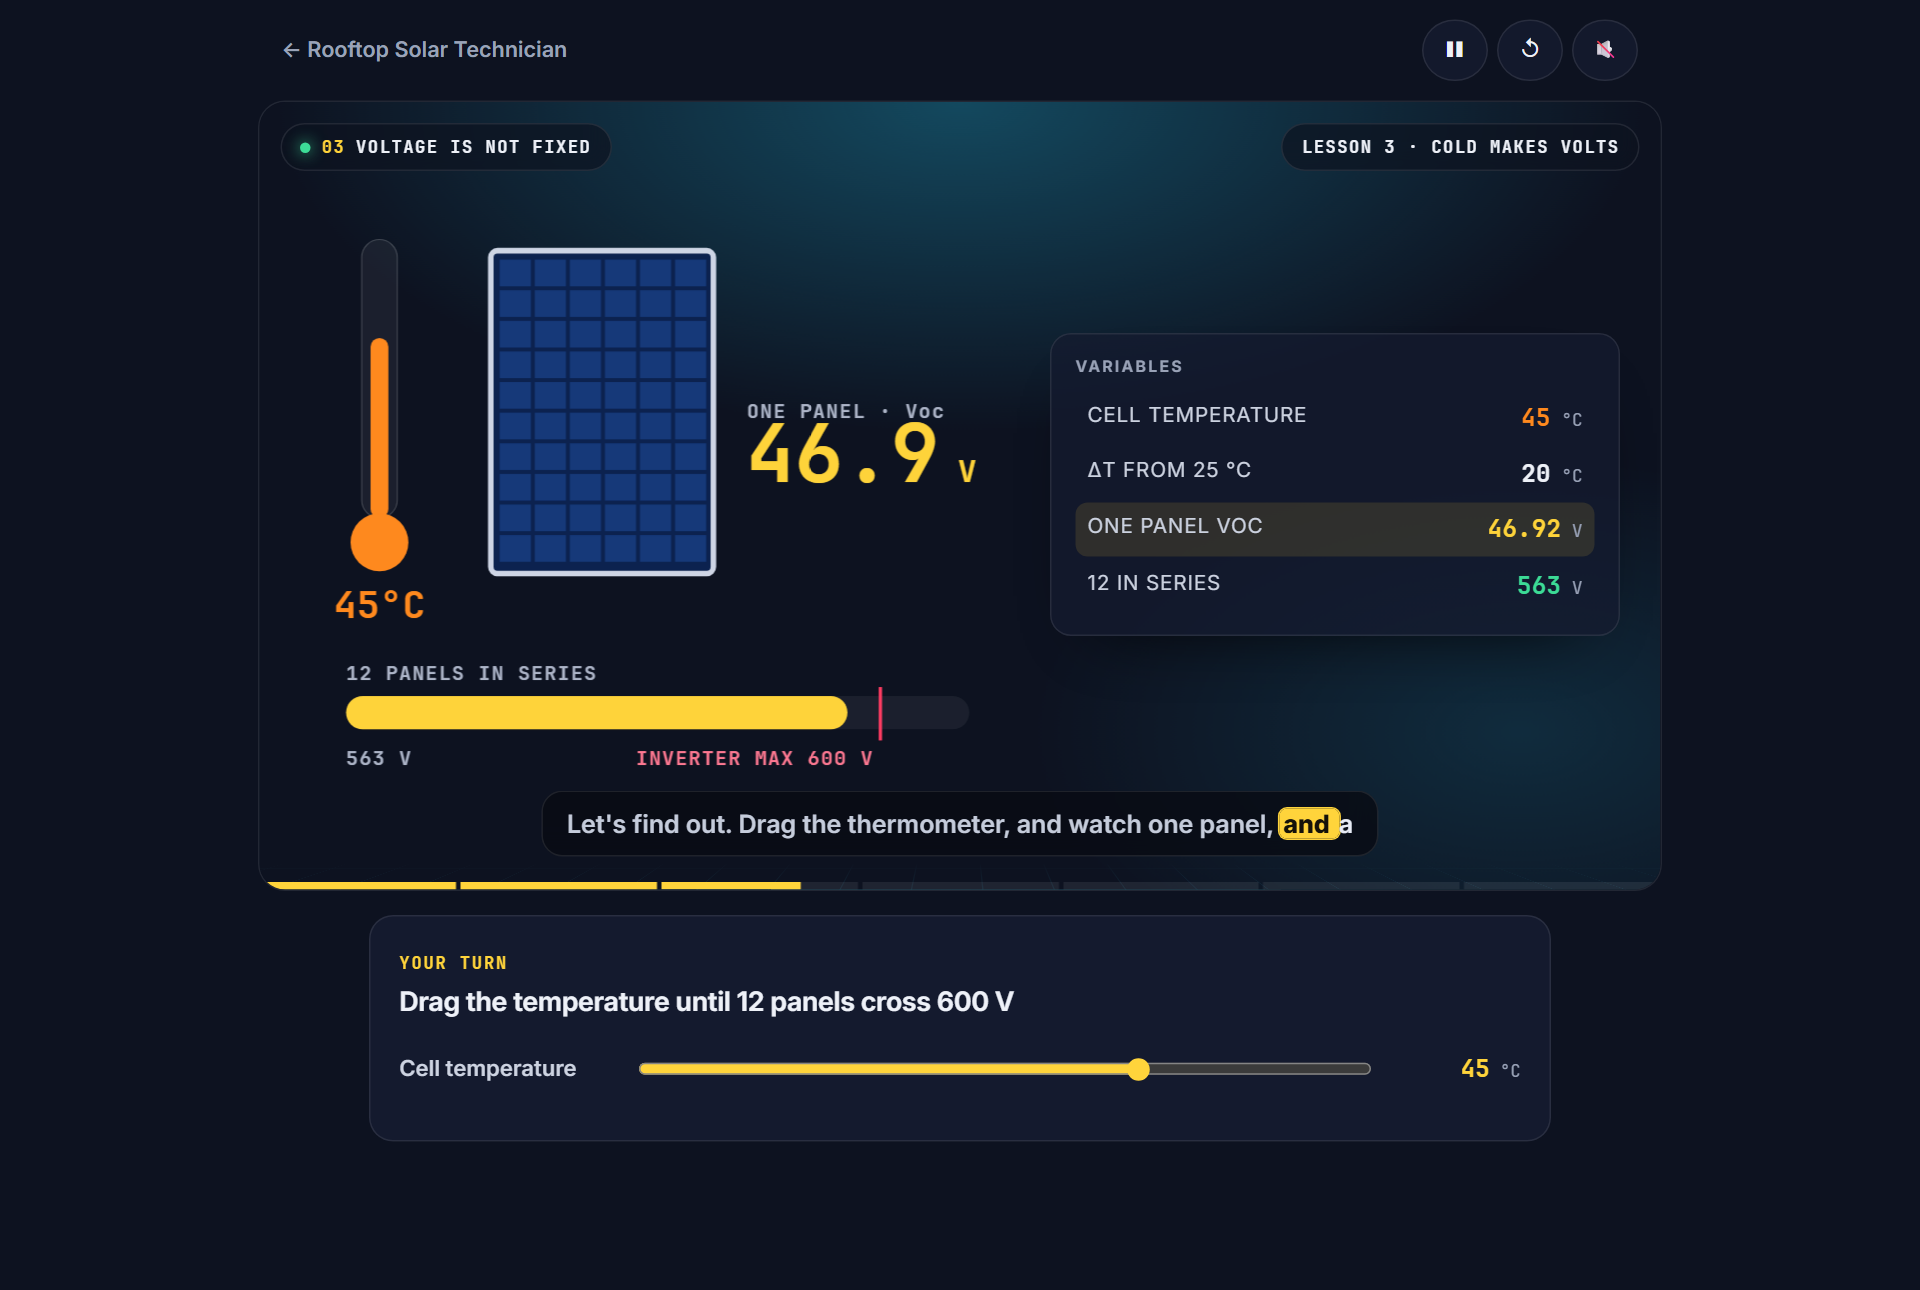 ← Rooftop Solar Technician
03 VOLTAGE IS NOT FIXED
LESSON 3 · COLD MAKES VOLTS
45°C
ONE PANEL · Voc
46.9 V
VARIABLES
CELL TEMPERATURE 45 °C
ΔT FROM 25 °C 20 °C
ONE PANEL VOC 46.92 V
12 IN SERIES 563 V
12 PANELS IN SERIES
563 V INVERTER MAX 600 V
Let's find out. Drag the thermometer, and watch one panel, and a
YOUR TURN
Drag the temperature until 12 panels cross 600 V
Cell temperature 45 °C